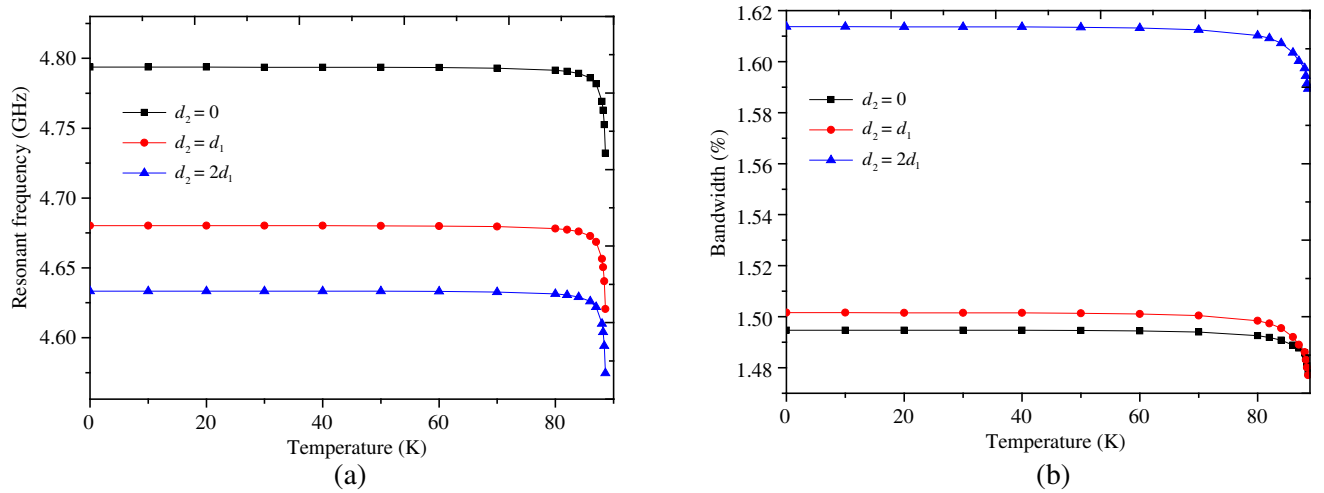 4.80
4.75
4.70
4.65
4.60
Resonant frequency (GHz)
d2 = 0
d2 = d1
d2 = 2d1
0 20 40 60 80
Temperature (K)
(a)
1.62
1.60
1.58
1.56
1.54
1.52
1.50
1.48
Bandwidth (%)
d2 = 0
d2 = d1
d2 = 2d1
0 20 40 60 80
Temperature (K)
(b)